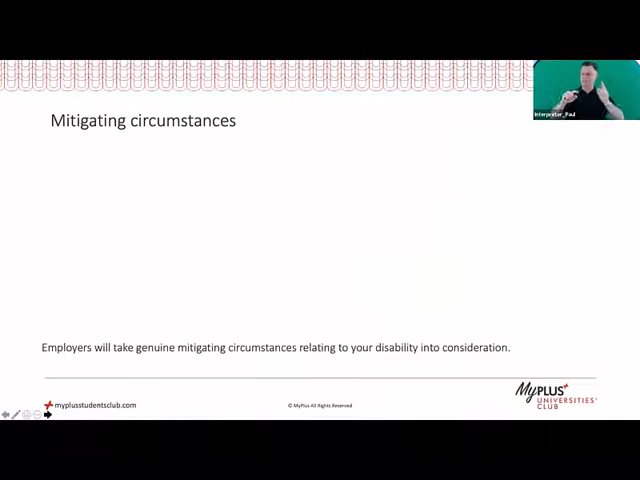 Interpreter_Paul
Mitigating circumstances
Employers will take genuine mitigating circumstances relating to your disability into consideration.
MyPLUS+
UNIVERSITIES'
CLUB
myplusstudentsclub.com
© MyPlus All Rights Reserved